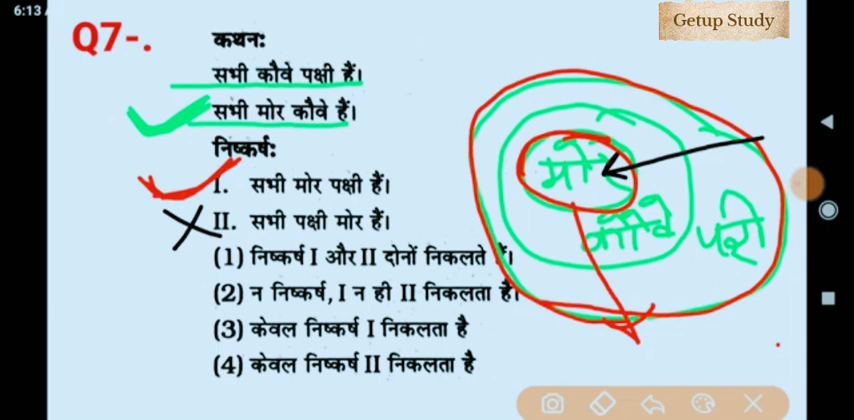 6:13
Getup Study
Q7-.
कथन:
सभी कौवे पक्षी हैं।
सभी मोर कौवे हैं।
निष्कर्ष:
I. सभी मोर पक्षी हैं।
II. सभी पक्षी मोर हैं।
(1) निष्कर्ष I और II दोनों निकलते हैं।
(2) न निष्कर्ष, I न ही II निकलता है।
(3) केवल निष्कर्ष I निकलता है
(4) केवल निष्कर्ष II निकलता है
मोर
कौवे
पक्षी